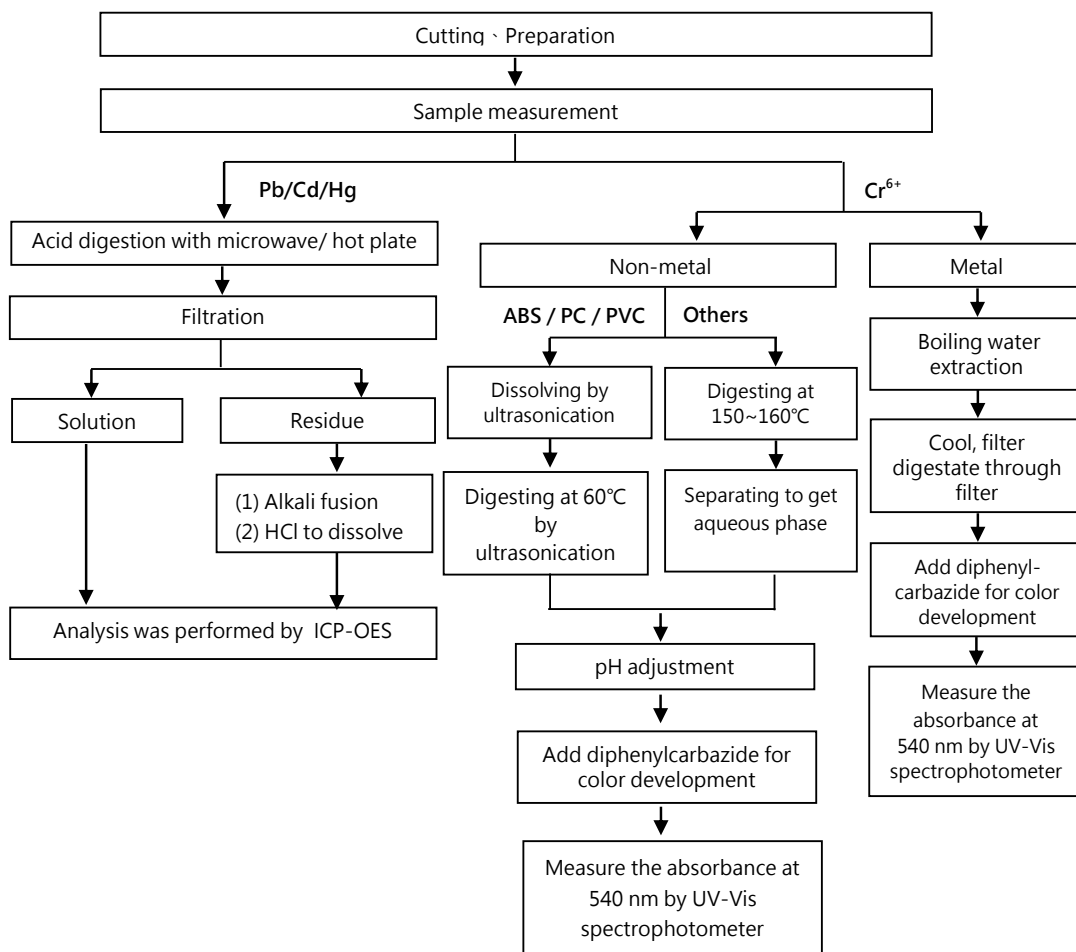 Cutting、Preparation
Sample measurement
Pb/Cd/Hg
Cr⁶⁺
Acid digestion with microwave/ hot plate
Filtration
Solution
Residue
(1) Alkali fusion
(2) HCl to dissolve
Analysis was performed by ICP-OES
Non-metal
ABS / PC / PVC
Others
Dissolving by
ultrasonication
Digesting at 60℃
by
ultrasonication
Digesting at
150~160℃
Separating to get
aqueous phase
pH adjustment
Add diphenylcarbazide for
color development
Measure the absorbance at
540 nm by UV-Vis
spectrophotometer
Metal
Boiling water
extraction
Cool, filter
digestate through
filter
Add diphenyl-
carbazide for color
development
Measure the
absorbance at
540 nm by UV-Vis
spectrophotometer